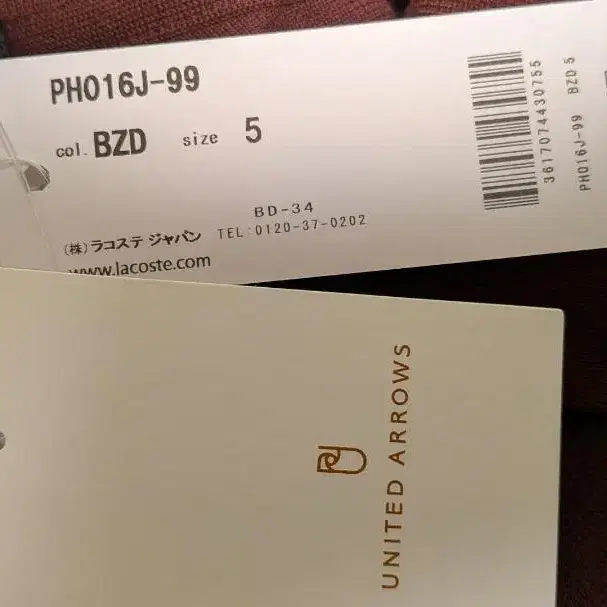 PH016J-99
col. BZD size 5
BD-34
(株)ラコステ ジャパン TEL:0120-37-0202
www.lacoste.com
3617074430755
PH016J-99 BZD 5
UNITED ARROWS